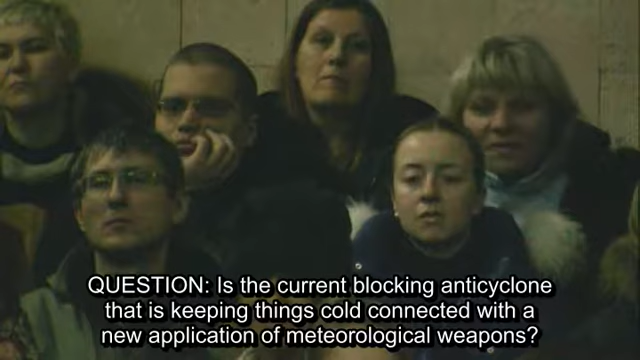 QUESTION: Is the current blocking anticyclone
that is keeping things cold connected with a
new application of meteorological weapons?